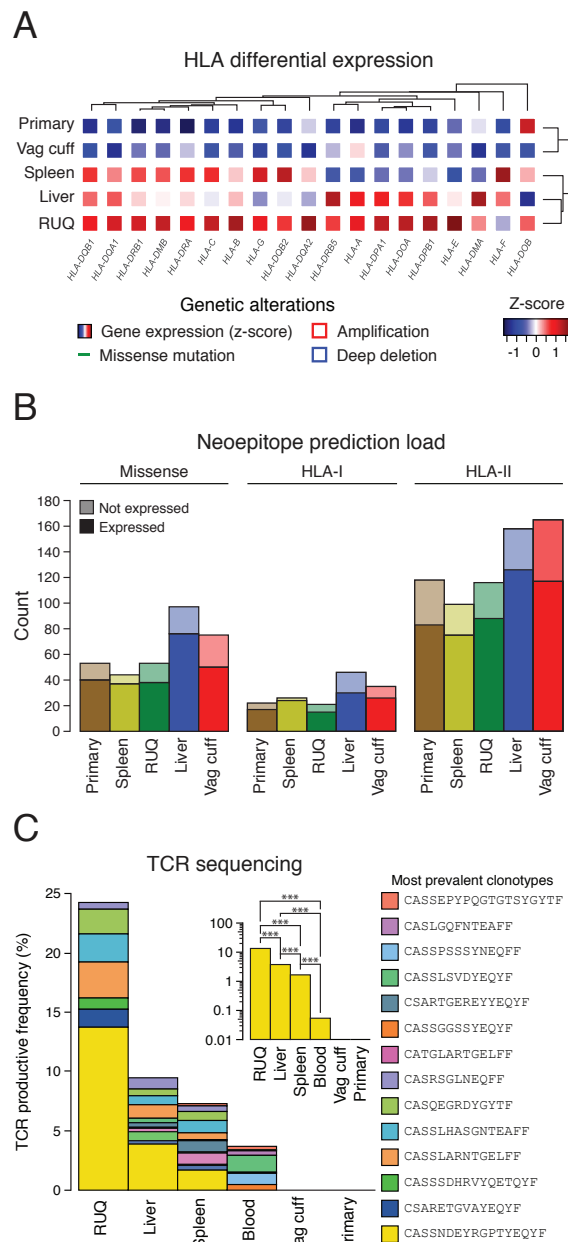 A
HLA differential expression
Primary
Vag cuff
Spleen
Liver
RUQ
HLA-DQB1
HLA-DQA1
HLA-DRB1
HLA-DMB
HLA-DRA
HLA-C
HLA-B
HLA-G
HLA-DQB2
HLA-DQA2
HLA-DRB5
HLA-A
HLA-DPA1
HLA-DOA
HLA-DPB1
HLA-E
HLA-DMA
HLA-F
HLA-DOB
Genetic alterations
Gene expression (z-score)
Amplification
Missense mutation
Deep deletion
Z-score
-1 0 1
B
Neoepitope prediction load
Missense
HLA-I
HLA-II
Not expressed
Expressed
Count
180
160
140
120
100
80
60
40
20
0
Primary
Spleen
RUQ
Liver
Vag cuff
Primary
Spleen
RUQ
Liver
Vag cuff
Primary
Spleen
RUQ
Liver
Vag cuff
C
TCR sequencing
TCR productive frequency (%)
25
20
15
10
5
0
RUQ
Liver
Spleen
Blood
Vag cuff
Primary
***
***
***
***
***
***
100
10
1
0.1
0.01
RUQ
Liver
Spleen
Blood
Vag cuff
Primary
Most prevalent clonotypes
CASSEPYPQGTGTSYGYTF
CASLGQFNTEAFF
CASSPSSSYNEQFF
CASSLSVDYEQYF
CSARTGEREYYEQYF
CASSGGSSYEQYF
CATGLARTGELFF
CASRSGLNEQFF
CASQEGRDYGYTF
CASSLHASGNTEAFF
CASSLARNTGELFF
CASSSDHRVYQETQYF
CSARETGVAYEQYF
CASSNDEYRGPTYEQYF